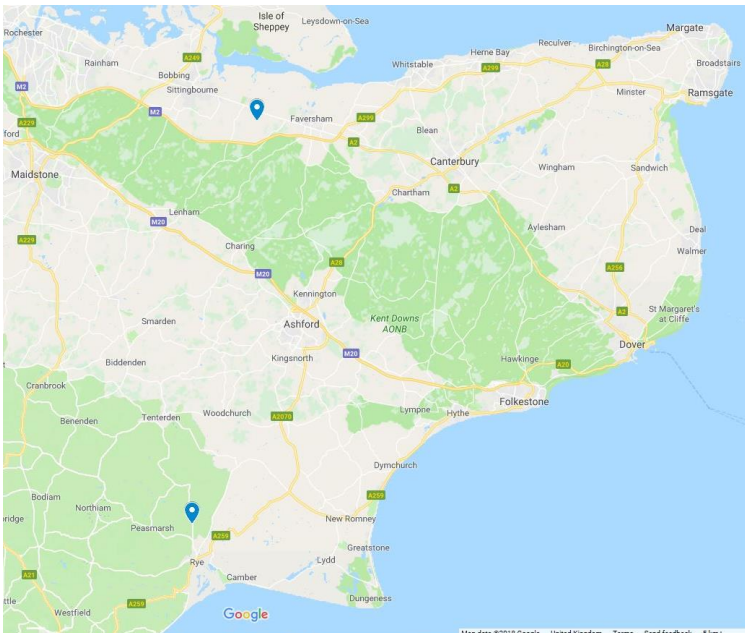 Isle of
Sheppey
Leysdown-on-Sea
Rochester
Margate
Rainham
A249
Whitstable
Herne Bay
Reculver
Birchington-on-Sea
Broadstairs
Bobbing
A299
A28
M2
Sittingbourne
M2
Minster
Ramsgate
A229
ford
Faversham
A299
Blean
A2
Canterbury
Maidstone
Wingham
Sandwich
Chartham
A2
Lenham
M20
Aylesham
Deal
A229
Charing
Walmer
M20
A28
A256
Kennington
Kent Downs
AONB
A2
St Margaret's
at Cliffe
Smarden
Ashford
Dover
Biddenden
Kingsnorth
M20
Hawkinge
A20
Cranbrook
Folkestone
Benenden
Tenterden
Woodchurch
A2070
Lympne
Hythe
Dymchurch
Bodiam
Northiam
A259
bridge
Peasmarsh
New Romney
A259
Rye
Greatstone
Lydd
A21
Camber
Dungeness
ttle
Westfield
A259
Google